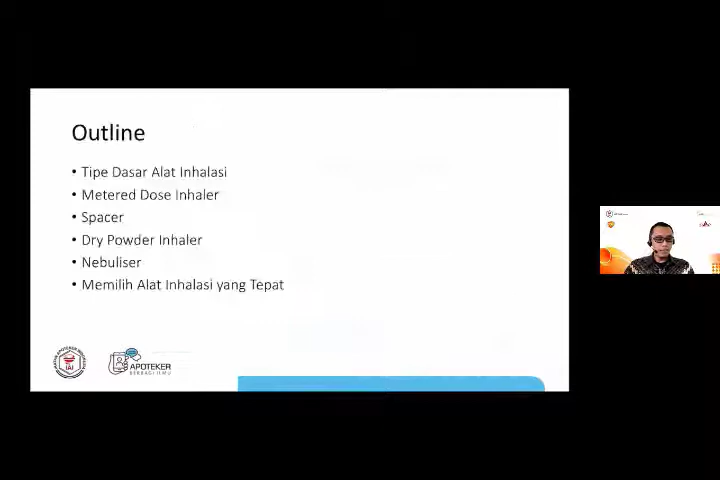 Outline
• Tipe Dasar Alat Inhalasi
• Metered Dose Inhaler
• Spacer
• Dry Powder Inhaler
• Nebuliser
• Memilih Alat Inhalasi yang Tepat
IAI
APOTEKER
BERBAGI ILMU